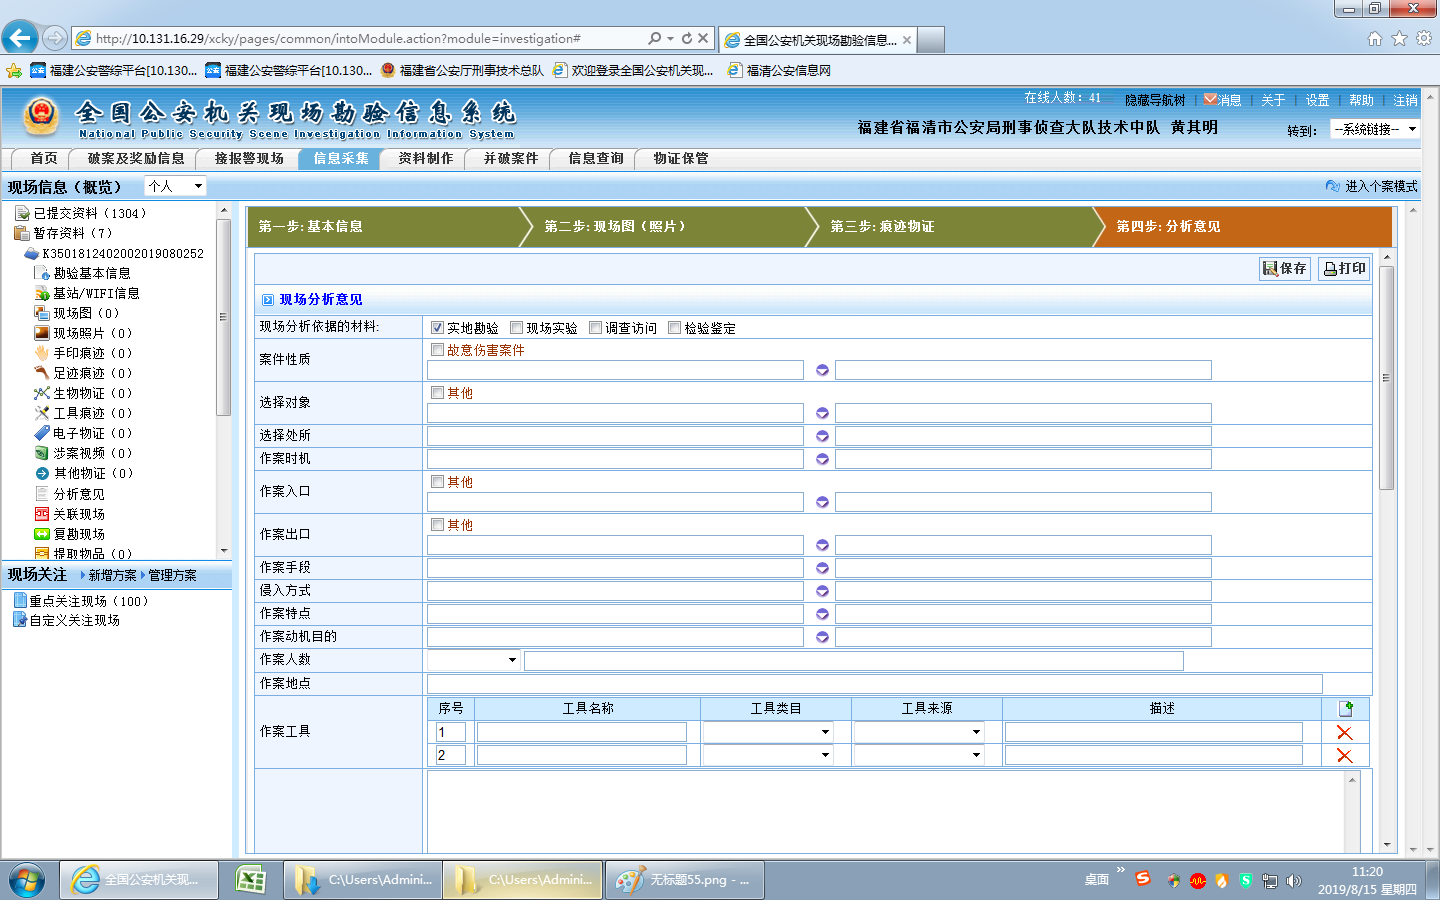 http://10.131.16.29/xcky/pages/common/intoModule.action?module=investigation#
全国公安机关现场勘验信息...
福建公安警综平台[10.130... 福建公安警综平台[10.130... 福建省公安厅刑事技术总队 欢迎登录全国公安机关现... 福清公安信息网
全国公安机关现场勘验信息系统
National Public Security Scene Investigation Information System
在线人数: 41 隐藏导航树 消息 关于 设置 帮助 注销
福建省福清市公安局刑事侦查大队技术中队 黄其明
转到: --系统链接--
首页 破案及奖励信息 接报警现场 信息采集 资料制作 并破案件 信息查询 物证保管
现场信息（概览） 个人 进入个案模式
已提交资料（1304）
暂存资料（7）
K3501812402002019080252
勘验基本信息
基站/WIFI信息
现场图（0）
现场照片（0）
手印痕迹（0）
足迹痕迹（0）
生物物证（0）
工具痕迹（0）
电子物证（0）
涉案视频（0）
其他物证（0）
分析意见
关联现场
复勘现场
提取物品（0）
现场关注 新增方案 管理方案
重点关注现场（100）
自定义关注现场
第一步:基本信息 第二步:现场图（照片） 第三步:痕迹物证 第四步:分析意见
保存 打印
现场分析意见
现场分析依据的材料: 实地勘验 现场实验 调查访问 检验鉴定
案件性质 故意伤害案件
选择对象 其他
选择处所
作案时机
作案入口 其他
作案出口 其他
作案手段
侵入方式
作案特点
作案动机目的
作案人数
作案地点
作案工具
序号 工具名称 工具类目 工具来源 描述
1
2
全国公安机关现... C:\Users\Admini... C:\Users\Admini... 无标题55.png - ...
桌面
11:20
2019/8/15 星期四